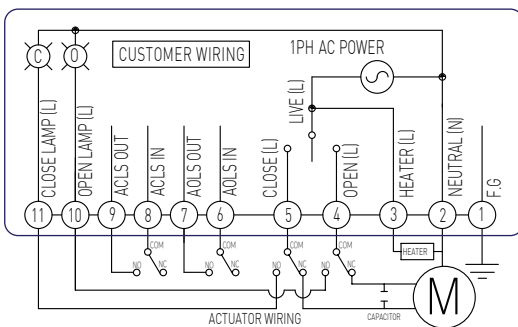 CUSTOMER WIRING
1PH AC POWER
C
O
CLOSE LAMP (L)
OPEN LAMP (L)
ACLS OUT
ACLS IN
AOLS OUT
AOLS IN
CLOSE (L)
LIVE (L)
OPEN (L)
HEATER (L)
NEUTRAL (N)
F.G
11
10
9
8
7
6
5
4
3
2
1
COM
COM
COM
COM
NO
NC
NO
NC
NO
NC
NO
NC
HEATER
M
CAPACITOR
ACTUATOR WIRING